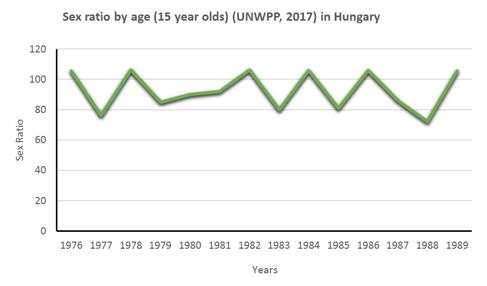 Sex ratio by age (15 year olds) (UNWPP, 2017) in Hungary
120
100
80
60
40
20
0
Sex Ratio
1976 1977 1978 1979 1980 1981 1982 1983 1984 1985 1986 1987 1988 1989
Years